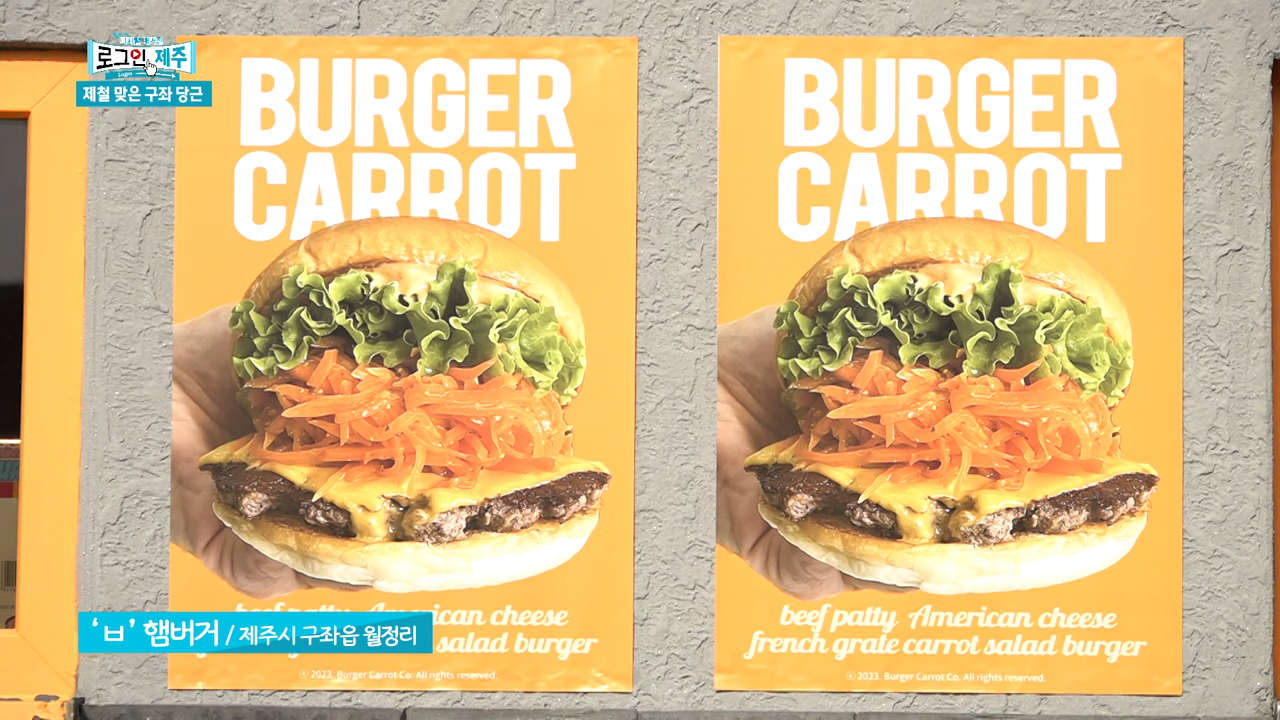 로그인 제주
Login
제철 맞은 구좌 당근
BURGER
CARROT
American cheese
salad burger
ⓒ 2023. Burger Carrot Co. All rights reserved.
‘ㅂ’ 햄버거 / 제주시 구좌읍 월정리
BURGER
CARROT
beef patty American cheese
french grate carrot salad burger
ⓒ 2023. Burger Carrot Co. All rights reserved.